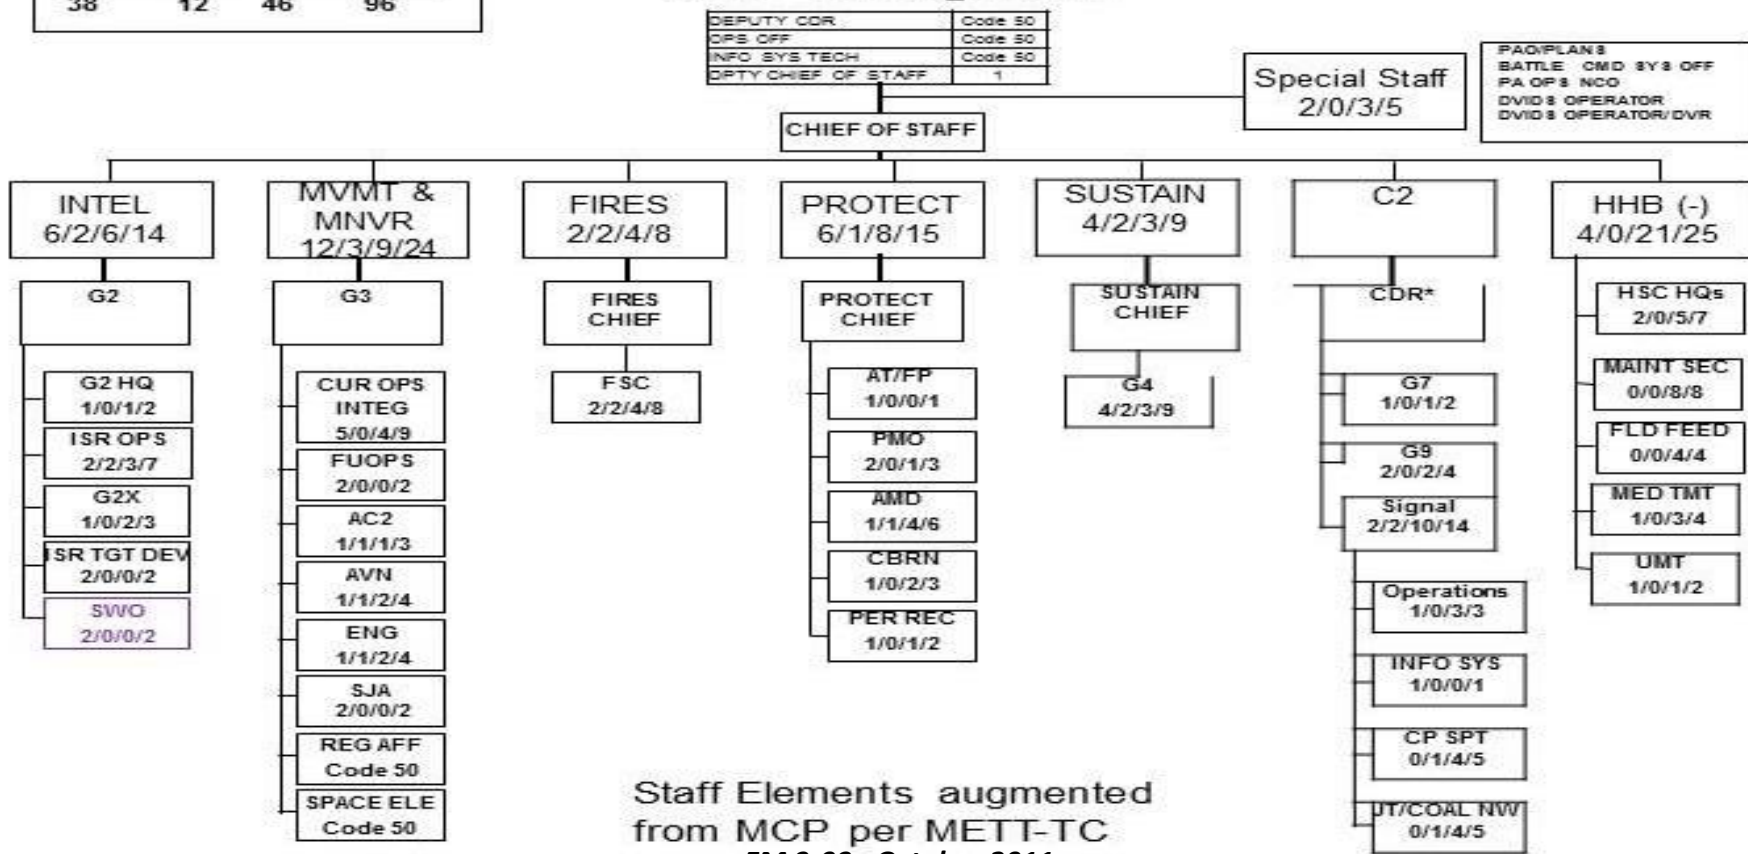 38 12 46 96
DEPUTY CDR Code 50
OPS OFF Code 50
INFO SYS TECH Code 50
DPTY CHIEF OF STAFF 1
Special Staff
2/0/3/5
PAO/PLANS
BATTLE CMD SYS OFF
PA OPS NCO
DVIDS OPERATOR
DVIDS OPERATOR/DVR
CHIEF OF STAFF
INTEL
6/2/6/14
G2
G2 HQ
1/0/1/2
ISR OPS
2/2/3/7
G2X
1/0/2/3
ISR TGT DEV
2/0/0/2
SWO
2/0/0/2
MVMT &
MNVR
12/3/9/24
G3
CUR OPS
INTEG
5/0/4/9
FUOPS
2/0/0/2
AC2
1/1/1/3
AVN
1/1/2/4
ENG
1/1/2/4
SJA
2/0/0/2
REG AFF
Code 50
SPACE ELE
Code 50
FIRES
2/2/4/8
FIRES
CHIEF
FSC
2/2/4/8
PROTECT
6/1/8/15
PROTECT
CHIEF
AT/FP
1/0/0/1
PMO
2/0/1/3
AMD
1/1/4/6
CBRN
1/0/2/3
PER REC
1/0/1/2
SUSTAIN
4/2/3/9
SUSTAIN
CHIEF
G4
4/2/3/9
C2
CDR*
G7
1/0/1/2
G9
2/0/2/4
Signal
2/2/10/14
Operations
1/0/3/3
INFO SYS
1/0/0/1
CP SPT
0/1/4/5
JT/COAL NW
0/1/4/5
HHB (-)
4/0/21/25
HSC HQs
2/0/5/7
MAINT SEC
0/0/8/8
FLD FEED
0/0/4/4
MED TMT
1/0/3/4
UMT
1/0/1/2
Staff Elements augmented
from MCP per METT-TC